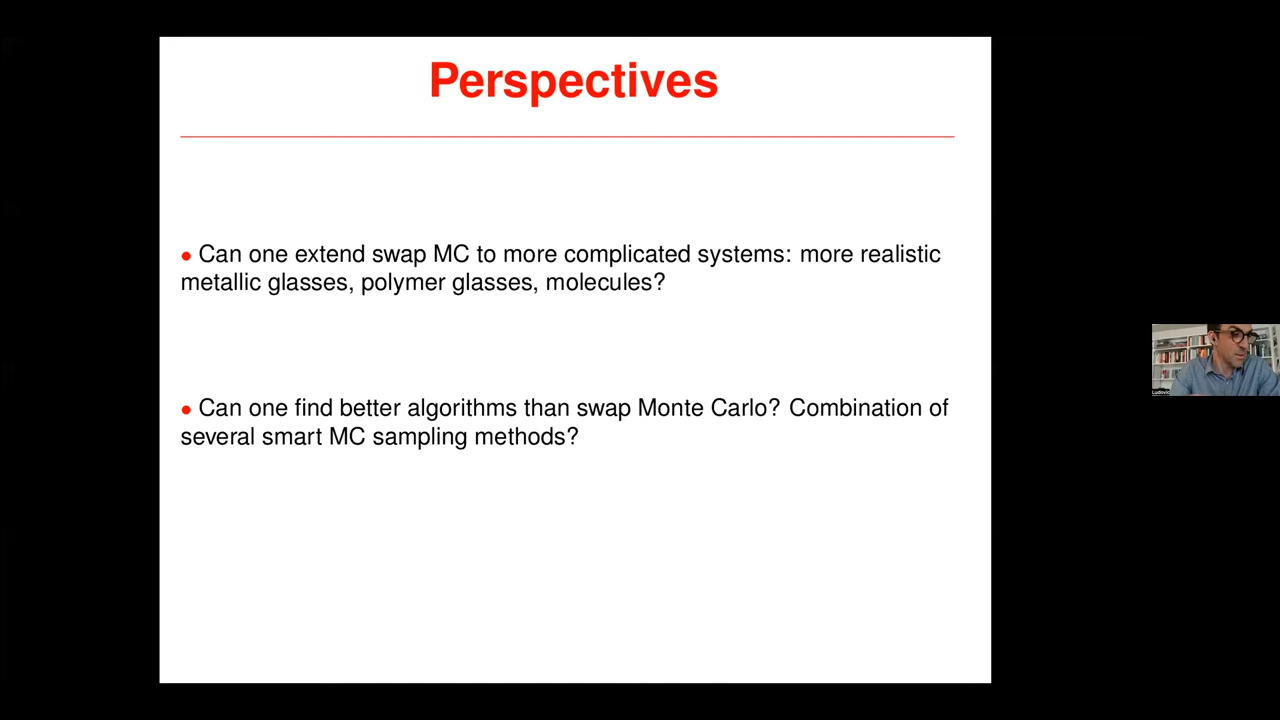 Perspectives
• Can one extend swap MC to more complicated systems: more realistic
metallic glasses, polymer glasses, molecules?
• Can one find better algorithms than swap Monte Carlo? Combination of
several smart MC sampling methods?
Ludovic